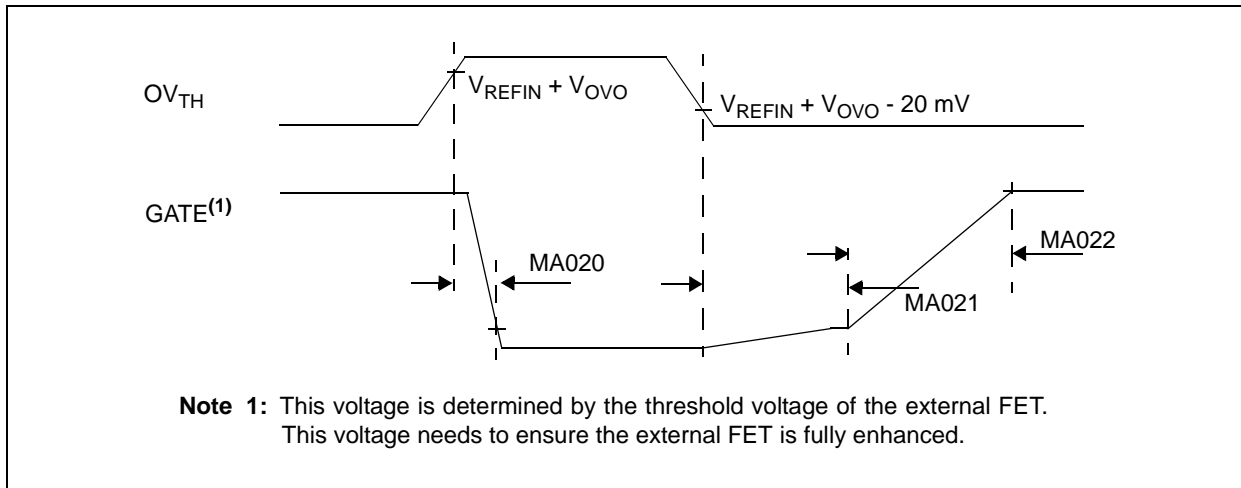 OV_TH
V_REFIN + V_OVO
V_REFIN + V_OVO - 20 mV
GATE(1)
MA020
MA021
MA022
Note 1: This voltage is determined by the threshold voltage of the external FET.
This voltage needs to ensure the external FET is fully enhanced.